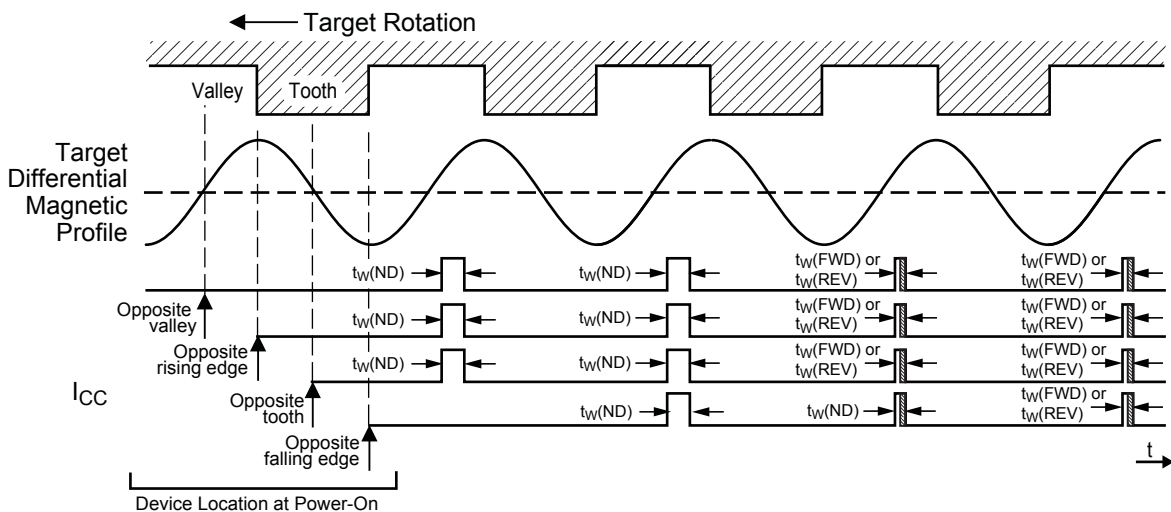 Target Rotation
Valley
Tooth
Target
Differential
Magnetic
Profile
tW(ND)
tW(ND)
tW(FWD) or
tW(REV)
tW(FWD) or
tW(REV)
Opposite
valley
tW(ND)
tW(ND)
tW(FWD) or
tW(REV)
tW(FWD) or
tW(REV)
Opposite
rising edge
tW(ND)
tW(ND)
tW(FWD) or
tW(REV)
tW(FWD) or
tW(REV)
ICC
Opposite
tooth
tW(ND)
tW(ND)
tW(FWD) or
tW(REV)
Opposite
falling edge
t
Device Location at Power-On